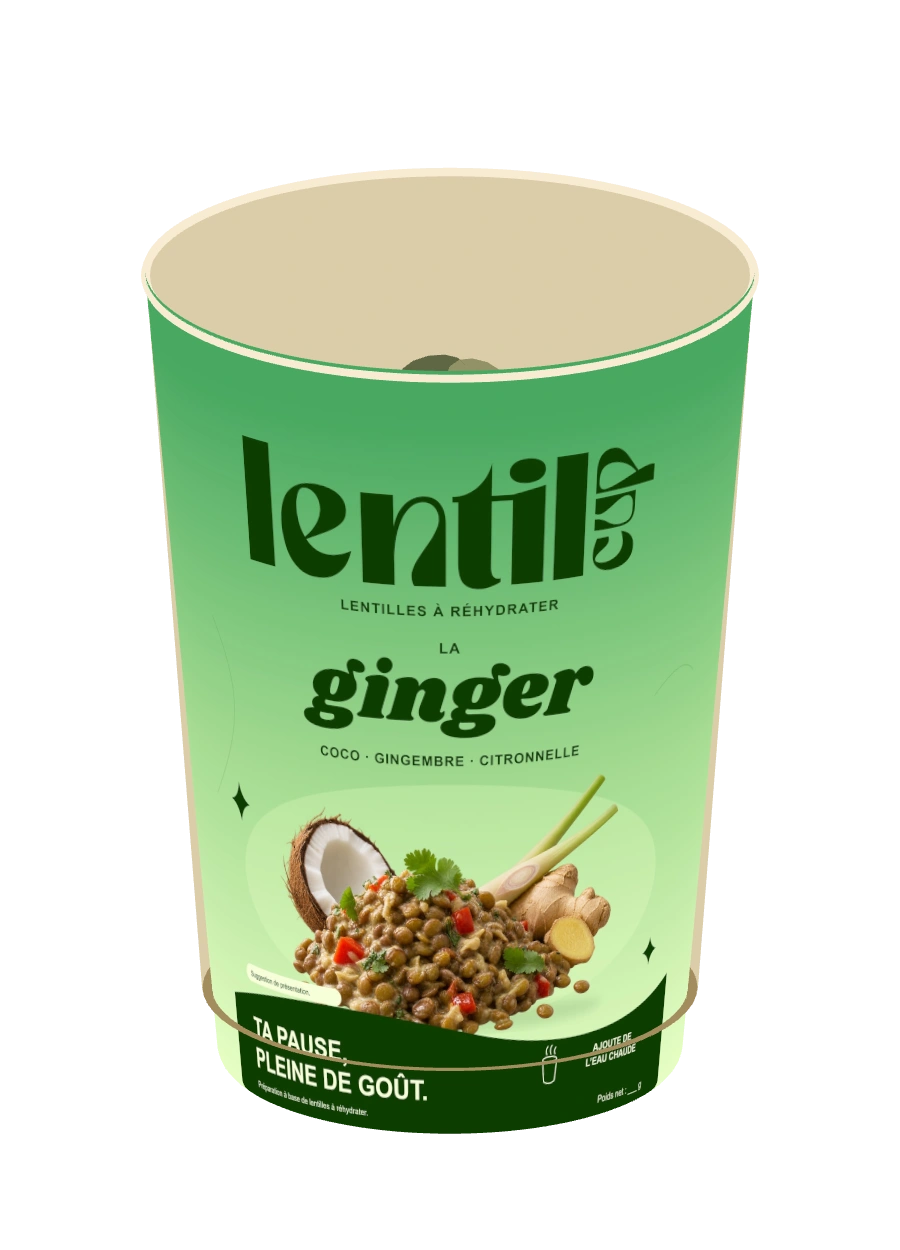 lentil cup
LENTILLES À RÉHYDRATER
LA
ginger
COCO · GINGEMBRE · CITRONNELLE
Suggestion de présentation.
TA PAUSE,
PLEINE DE GOÛT.
Préparation à base de lentilles à réhydrater.
AJOUTE DE
L'EAU CHAUDE
Poids net : __ g